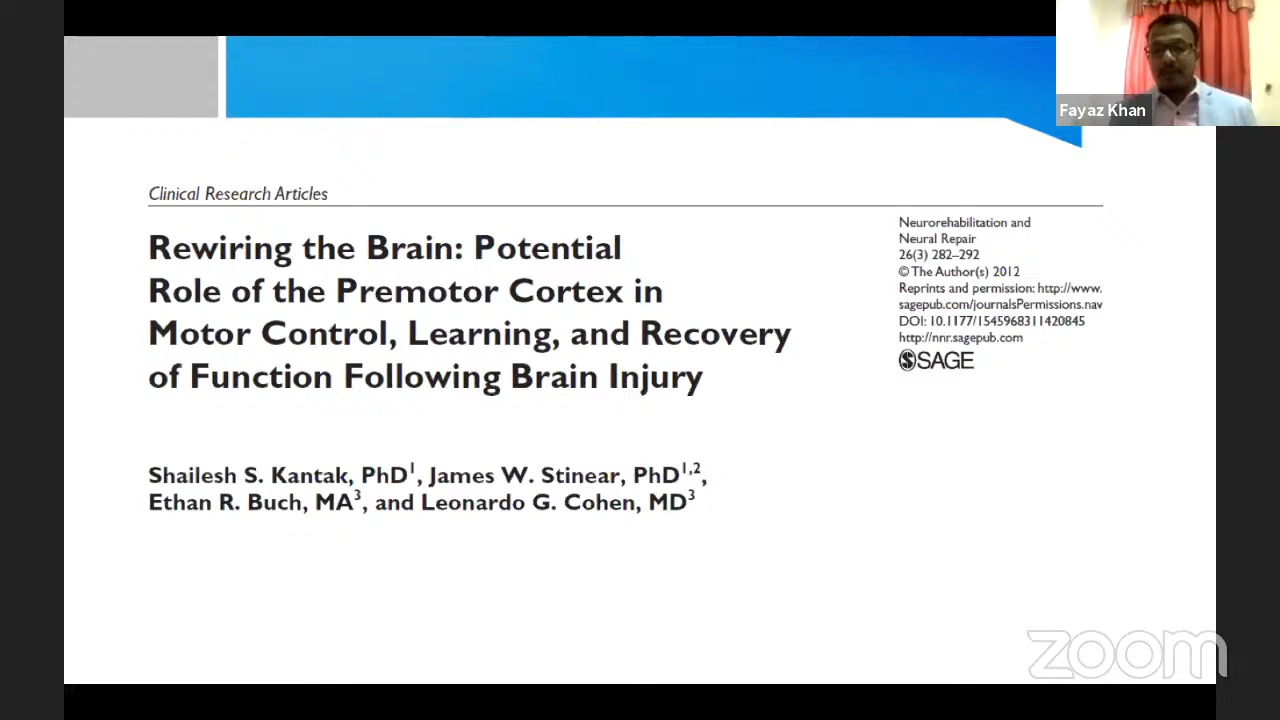 Fayaz Khan
Clinical Research Articles
Rewiring the Brain: Potential
Role of the Premotor Cortex in
Motor Control, Learning, and Recovery
of Function Following Brain Injury
Neurorehabilitation and
Neural Repair
26(3) 282–292
© The Author(s) 2012
Reprints and permission: http://www.
sagepub.com/journalsPermissions.nav
DOI: 10.1177/1545968311420845
http://nnr.sagepub.com
SAGE
Shailesh S. Kantak, PhD1, James W. Stinear, PhD1,2,
Ethan R. Buch, MA3, and Leonardo G. Cohen, MD3
zoom